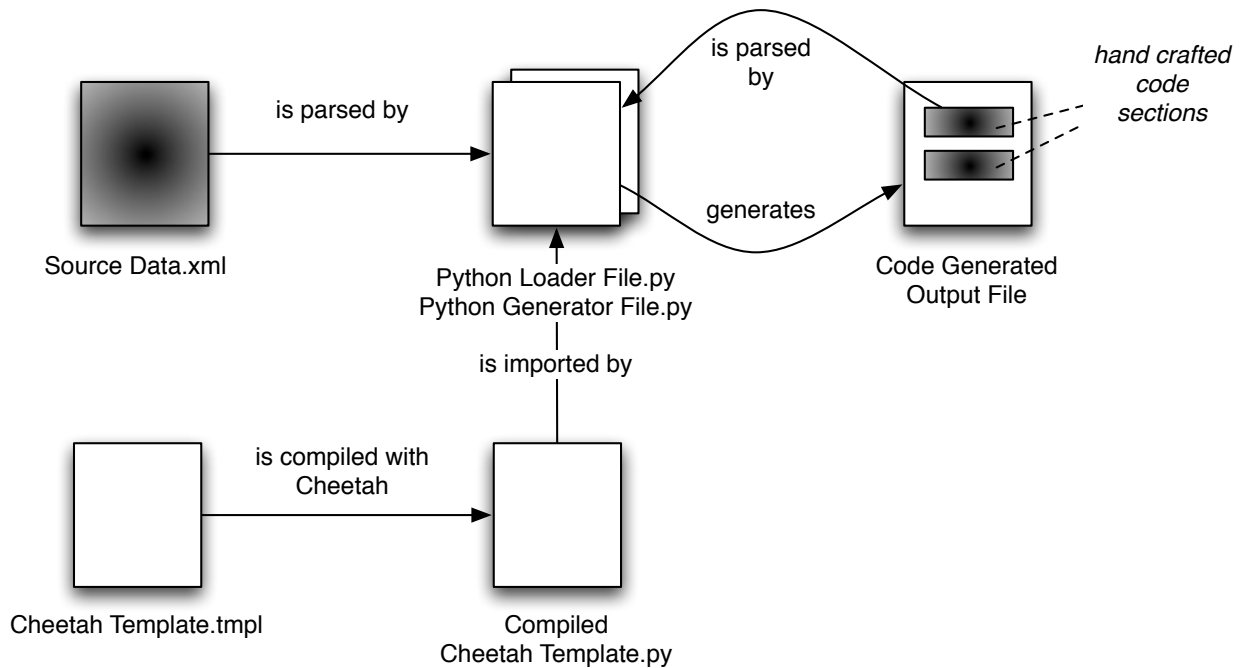 is parsed
by
hand crafted
code
sections
is parsed by
generates
Source Data.xml
Python Loader File.py
Python Generator File.py
Code Generated
Output File
is imported by
is compiled with
Cheetah
Cheetah Template.tmpl
Compiled
Cheetah Template.py